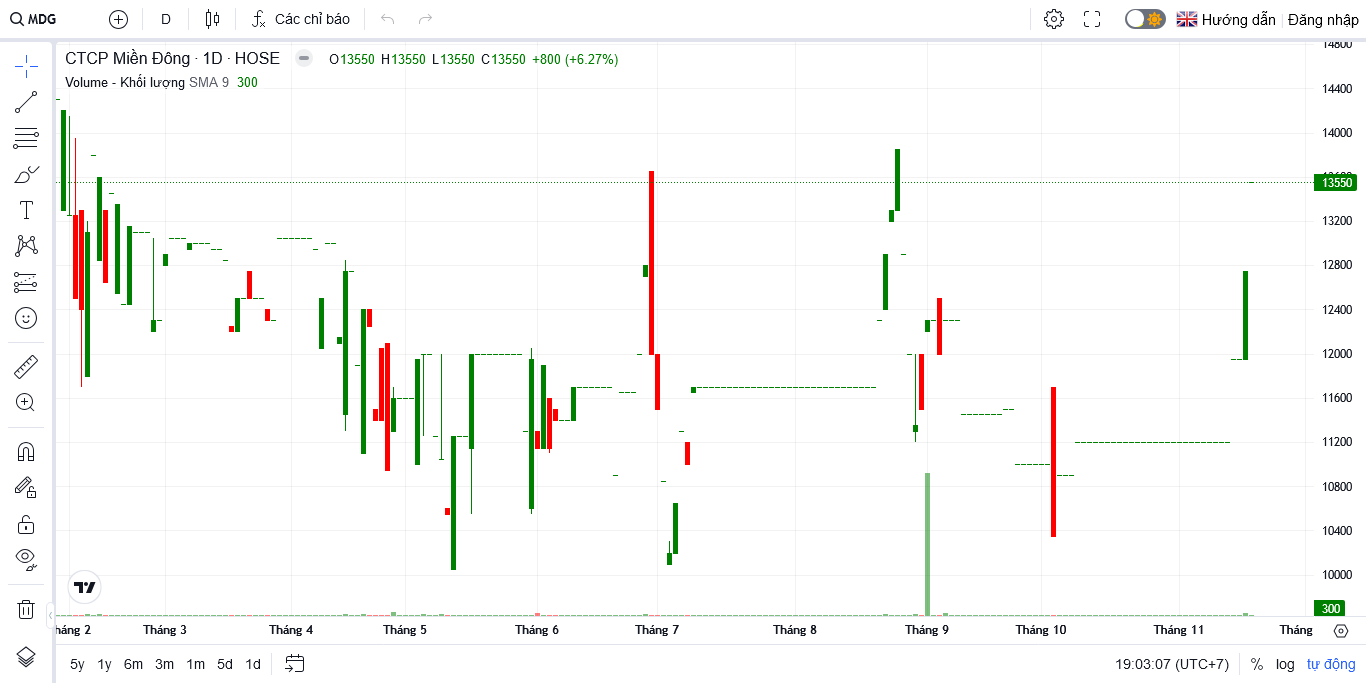 MDG D Các chỉ báo Hướng dẫn Đăng nhập
CTCP Miền Đông · 1D · HOSE O13550 H13550 L13550 C13550 +800 (+6.27%)
Volume - Khối lượng SMA 9 300
14800
14400
14000
13550
13200
12800
12400
12000
11600
11200
10800
10400
10000
300
háng 2 Tháng 3 Tháng 4 Tháng 5 Tháng 6 Tháng 7 Tháng 8 Tháng 9 Tháng 10 Tháng 11 Tháng
5y 1y 6m 3m 1m 5d 1d 19:03:07 (UTC+7) % log tự động